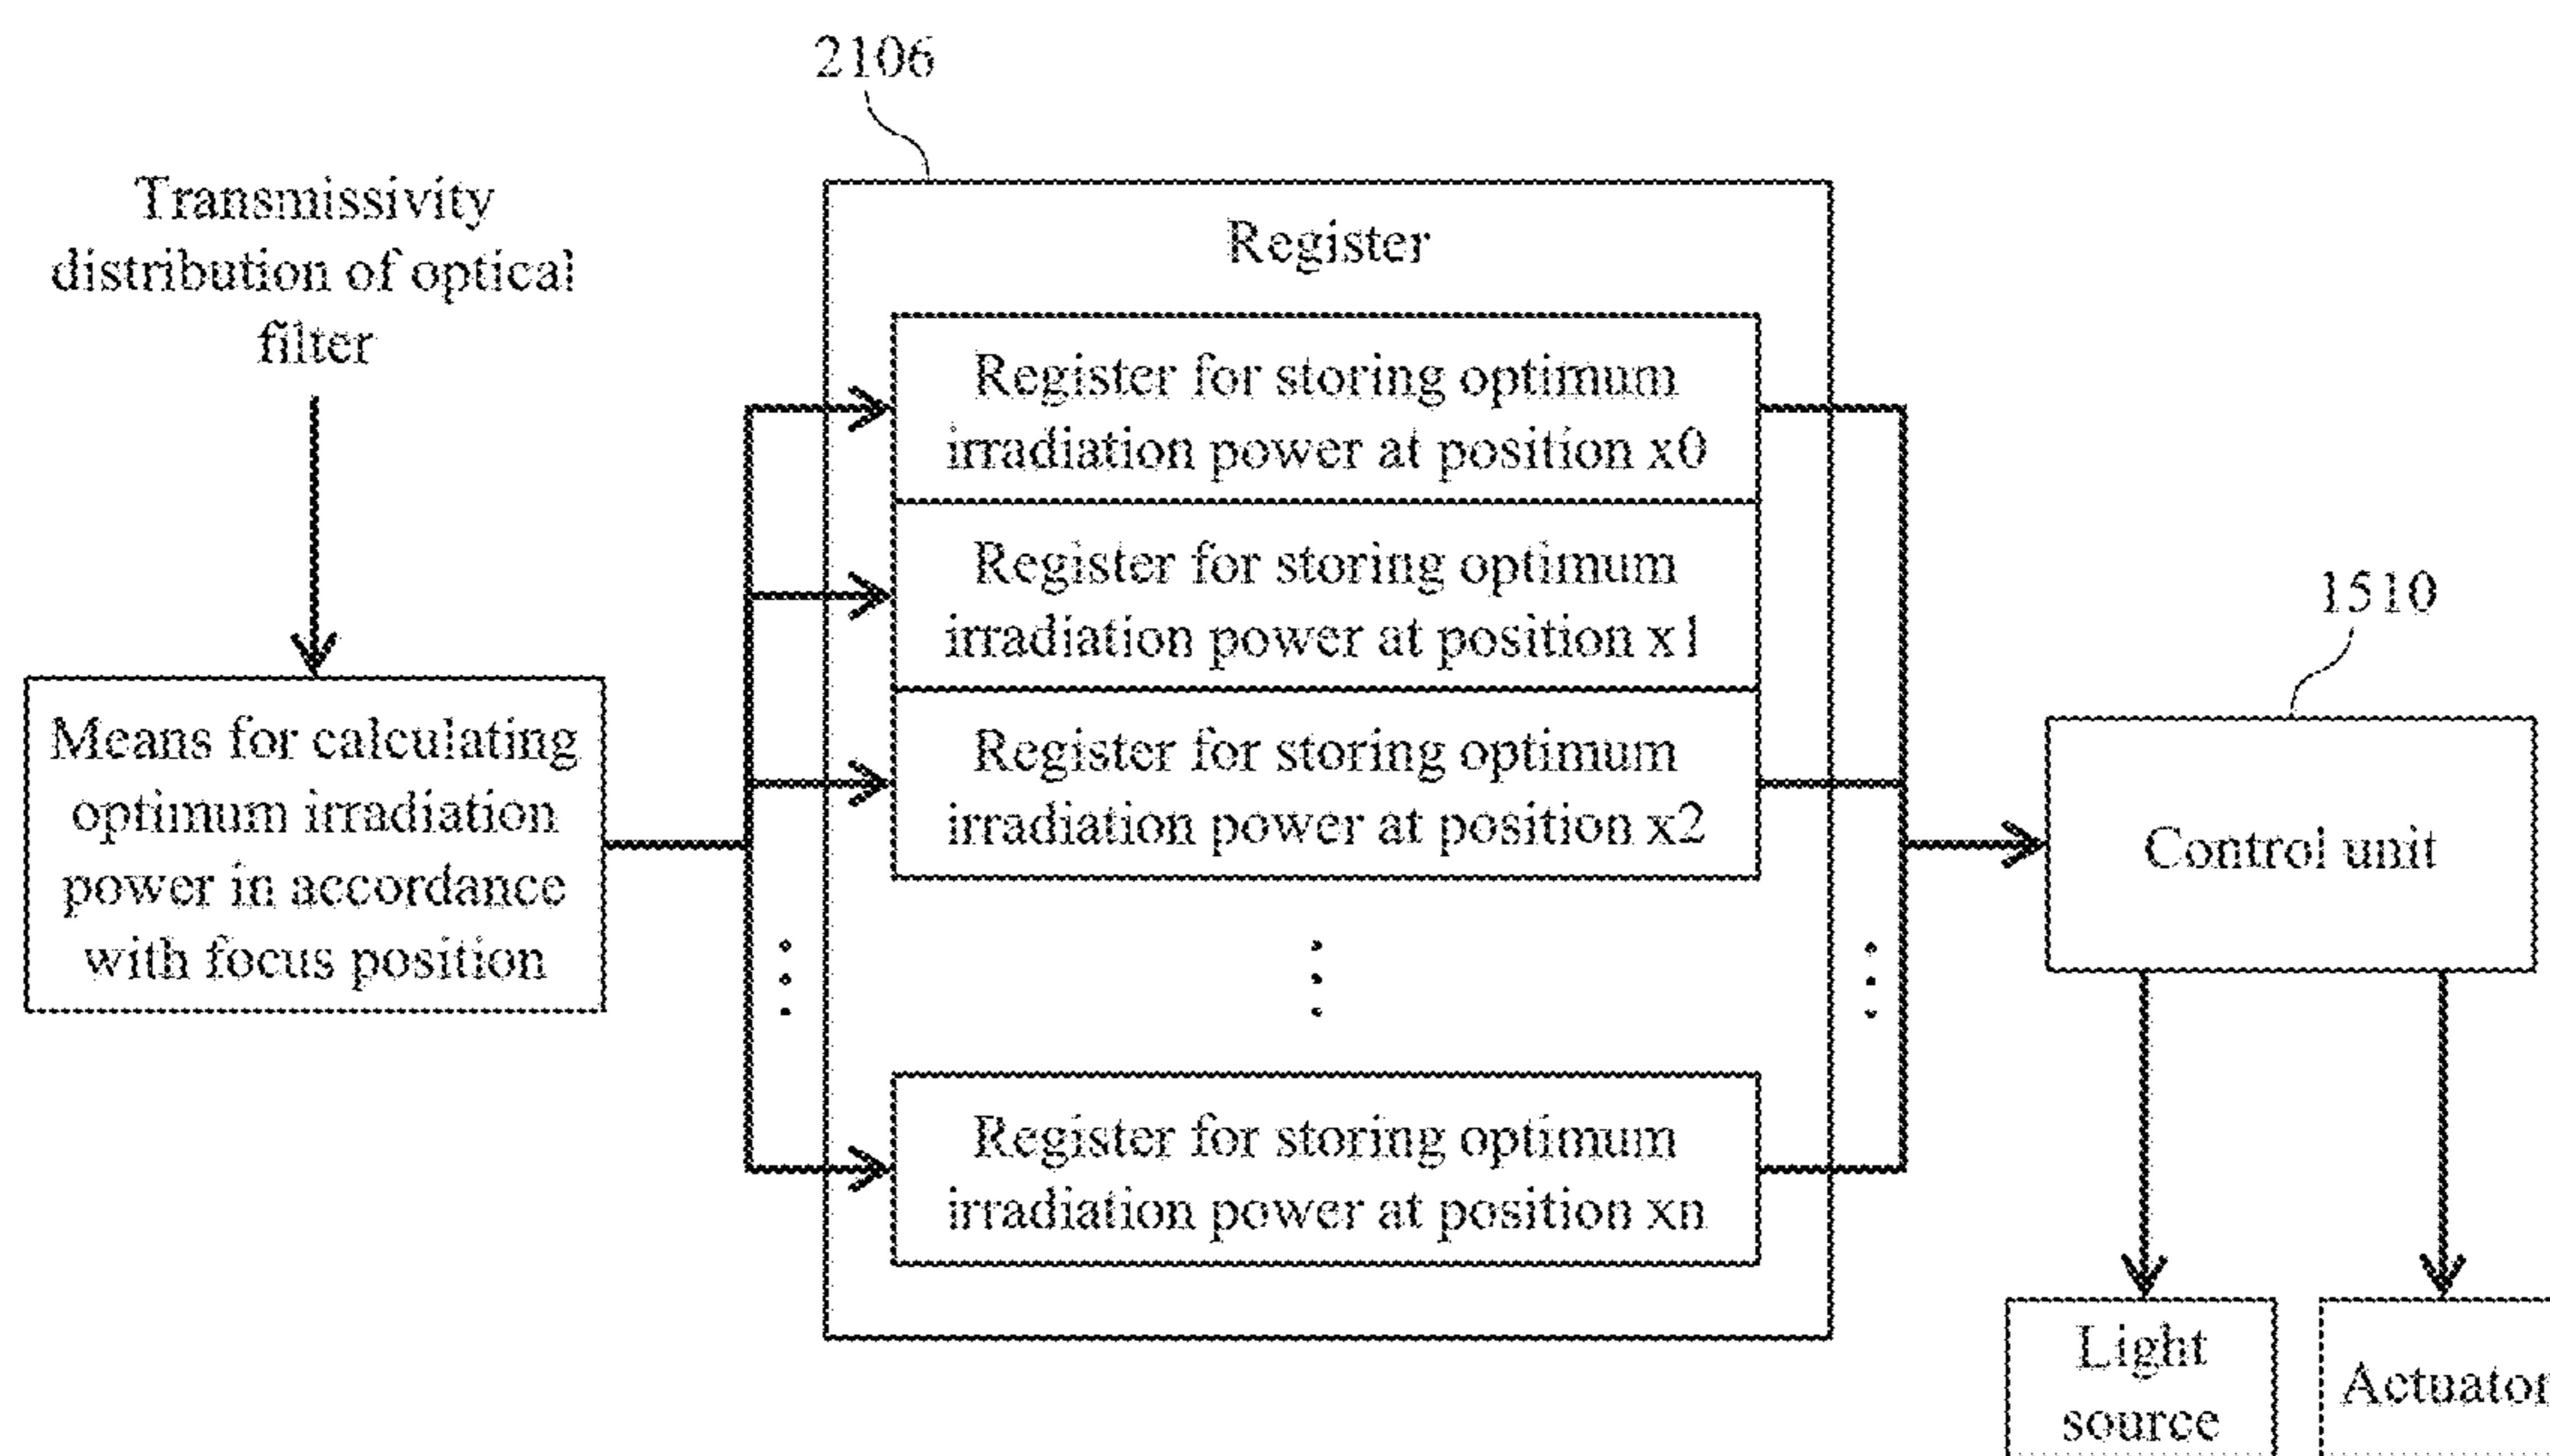 2106
Transmissivity
distribution of optical
filter
Register
Register for storing optimum
irradiation power at position x0
Register for storing optimum
irradiation power at position x1
Register for storing optimum
irradiation power at position x2
Register for storing optimum
irradiation power at position xn
Means for calculating
optimum irradiation
power in accordance
with focus position
1510
Control unit
Light
source
Actuator